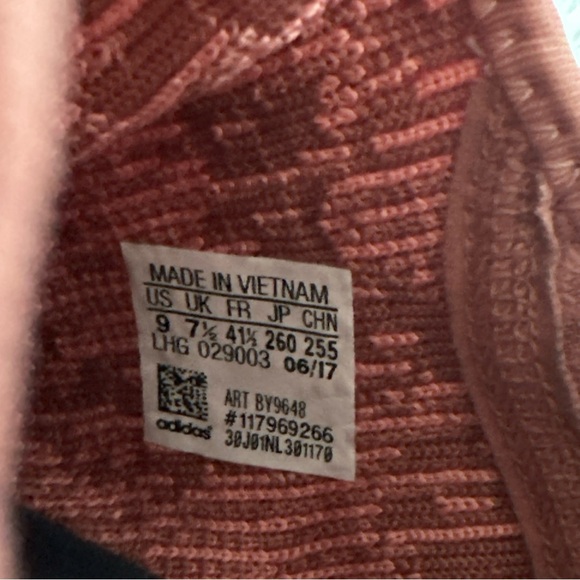 MADE IN VIETNAM
US UK FR JP CHN
9 7½ 41⅓ 260 255
LHG 029003 06/17
ART BY9648
#117969266
adidas
30J01NL301170